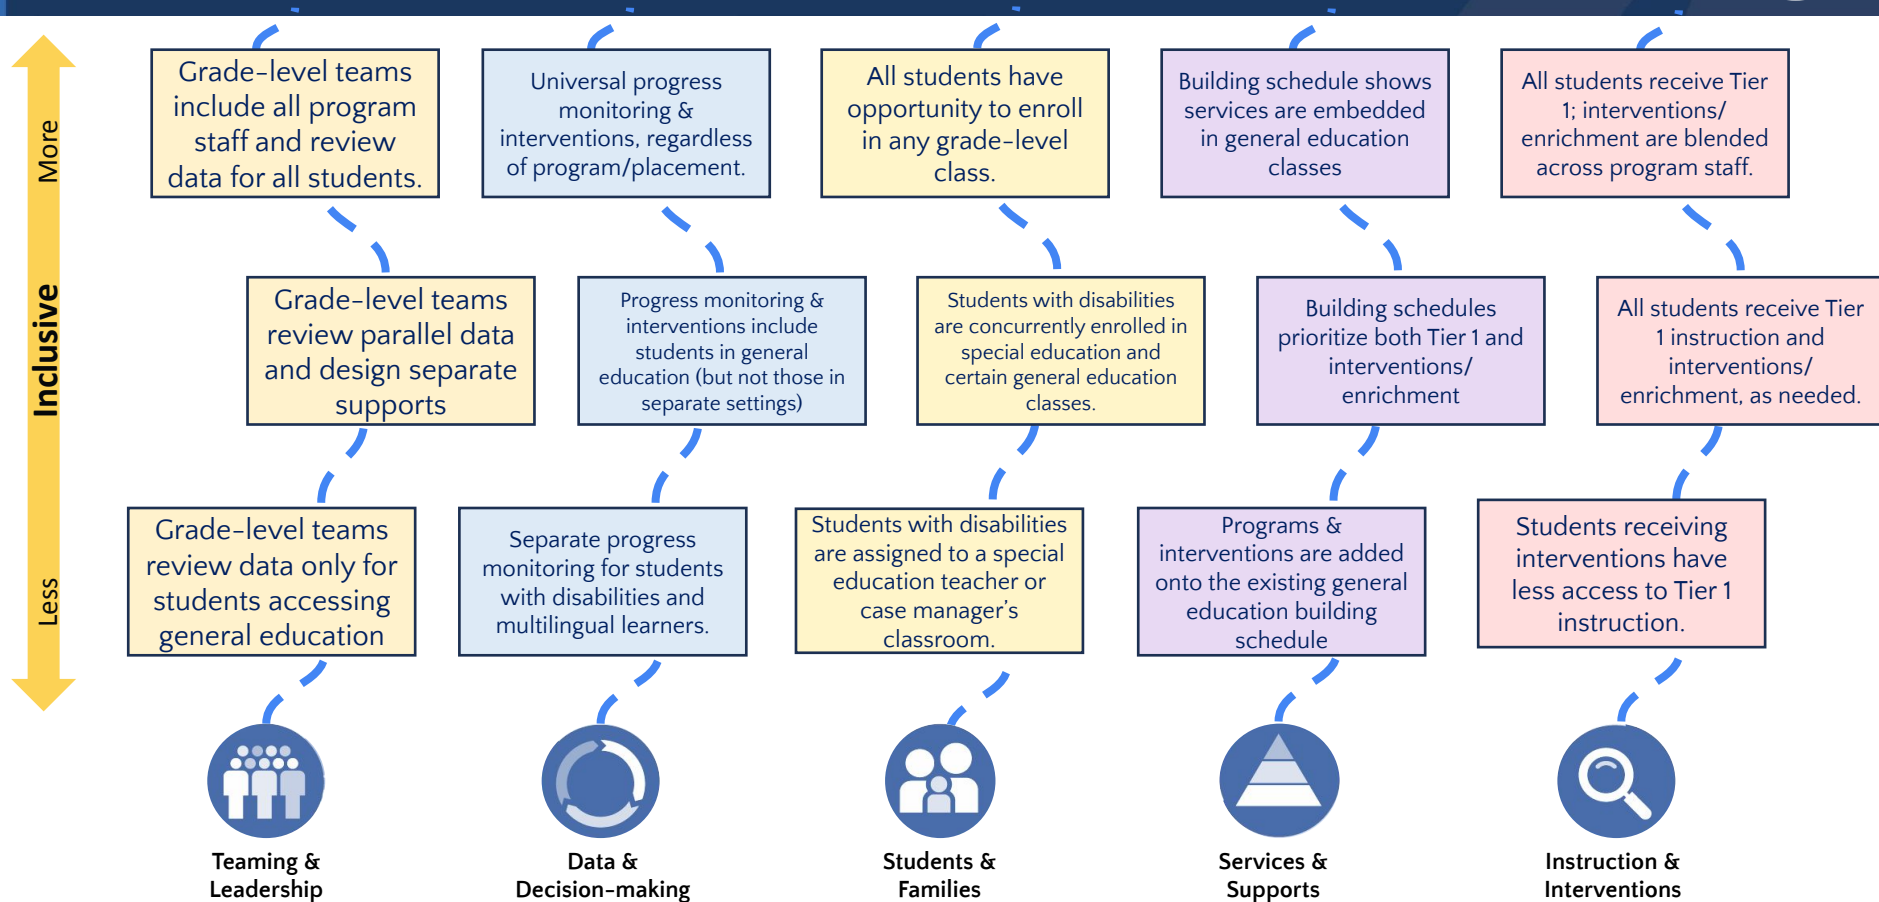 More
Inclusive
Less
Grade-level teams
include all program
staff and review
data for all students.
Universal progress
monitoring &
interventions, regardless
of program/placement.
All students have
opportunity to enroll
in any grade-level
class.
Building schedule shows
services are embedded
in general education
classes
All students receive Tier
1; interventions/
enrichment are blended
across program staff.
Grade-level teams
review parallel data
and design separate
supports
Progress monitoring &
interventions include
students in general
education (but not those in
separate settings)
Students with disabilities
are concurrently enrolled in
special education and
certain general education
classes.
Building schedules
prioritize both Tier 1 and
interventions/
enrichment
All students receive Tier
1 instruction and
interventions/
enrichment, as needed.
Grade-level teams
review data only for
students accessing
general education
Separate progress
monitoring for students
with disabilities and
multilingual learners.
Students with disabilities
are assigned to a special
education teacher or
case manager's
classroom.
Programs &
interventions are added
onto the existing general
education building
schedule
Students receiving
interventions have
less access to Tier 1
instruction.
Teaming &
Leadership
Data &
Decision-making
Students &
Families
Services &
Supports
Instruction &
Interventions